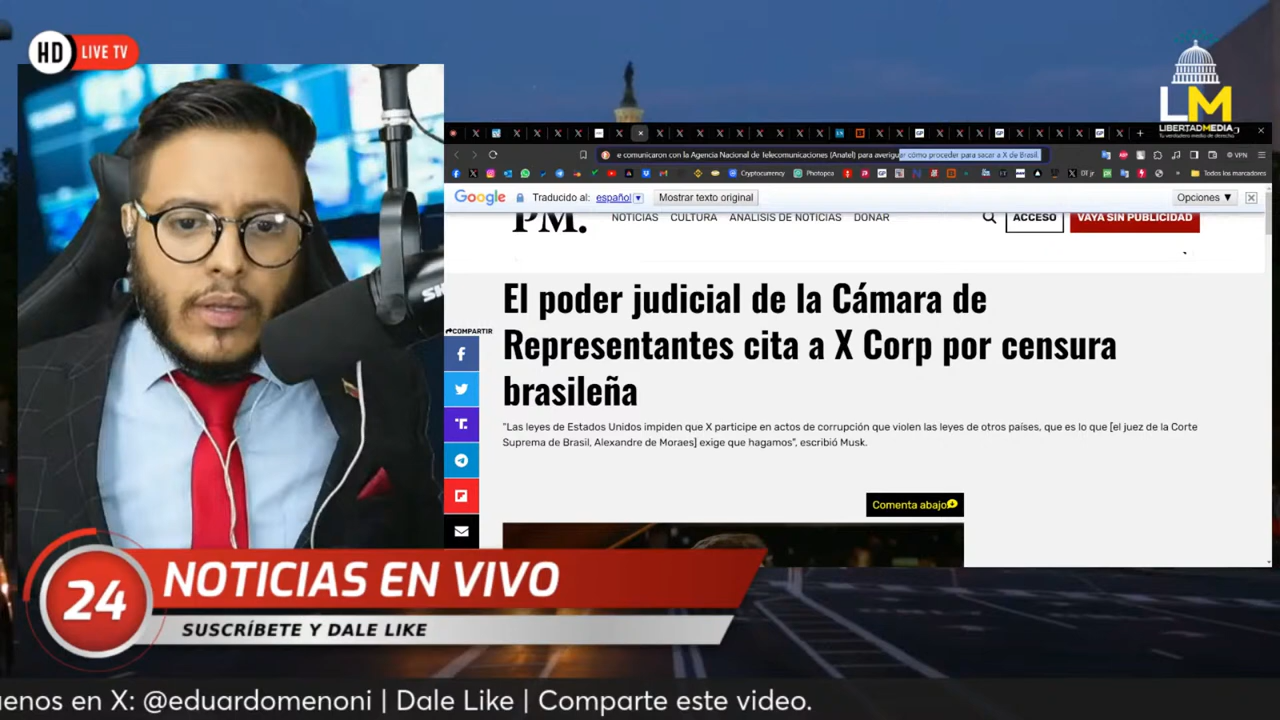 HD LIVE TV
LM
LIBERTADMEDIA
e comunicaron con la Agencia Nacional de Telecomunicaciones (Anatel) para averiguar cómo proceder para sacar a X de Brasil.
Cryptocurrency
Photopea
VPN
Todos los marcadores
Google Traducido al: español Mostrar texto original Opciones ▼
PM. NOTICIAS CULTURA ANÁLISIS DE NOTICIAS DONAR ACCESO VAYA SIN PUBLICIDAD
El poder judicial de la Cámara de
Representantes cita a X Corp por censura
brasileña
COMPARTIR
"Las leyes de Estados Unidos impiden que X participe en actos de corrupción que violen las leyes de otros países, que es lo que [el juez de la Corte
Suprema de Brasil, Alexandre de Moraes] exige que hagamos", escribió Musk.
Comenta abajo
SH
24 NOTICIAS EN VIVO
SUSCRÍBETE Y DALE LIKE
uenos en X: @eduardomenoni | Dale Like | Comparte este video.